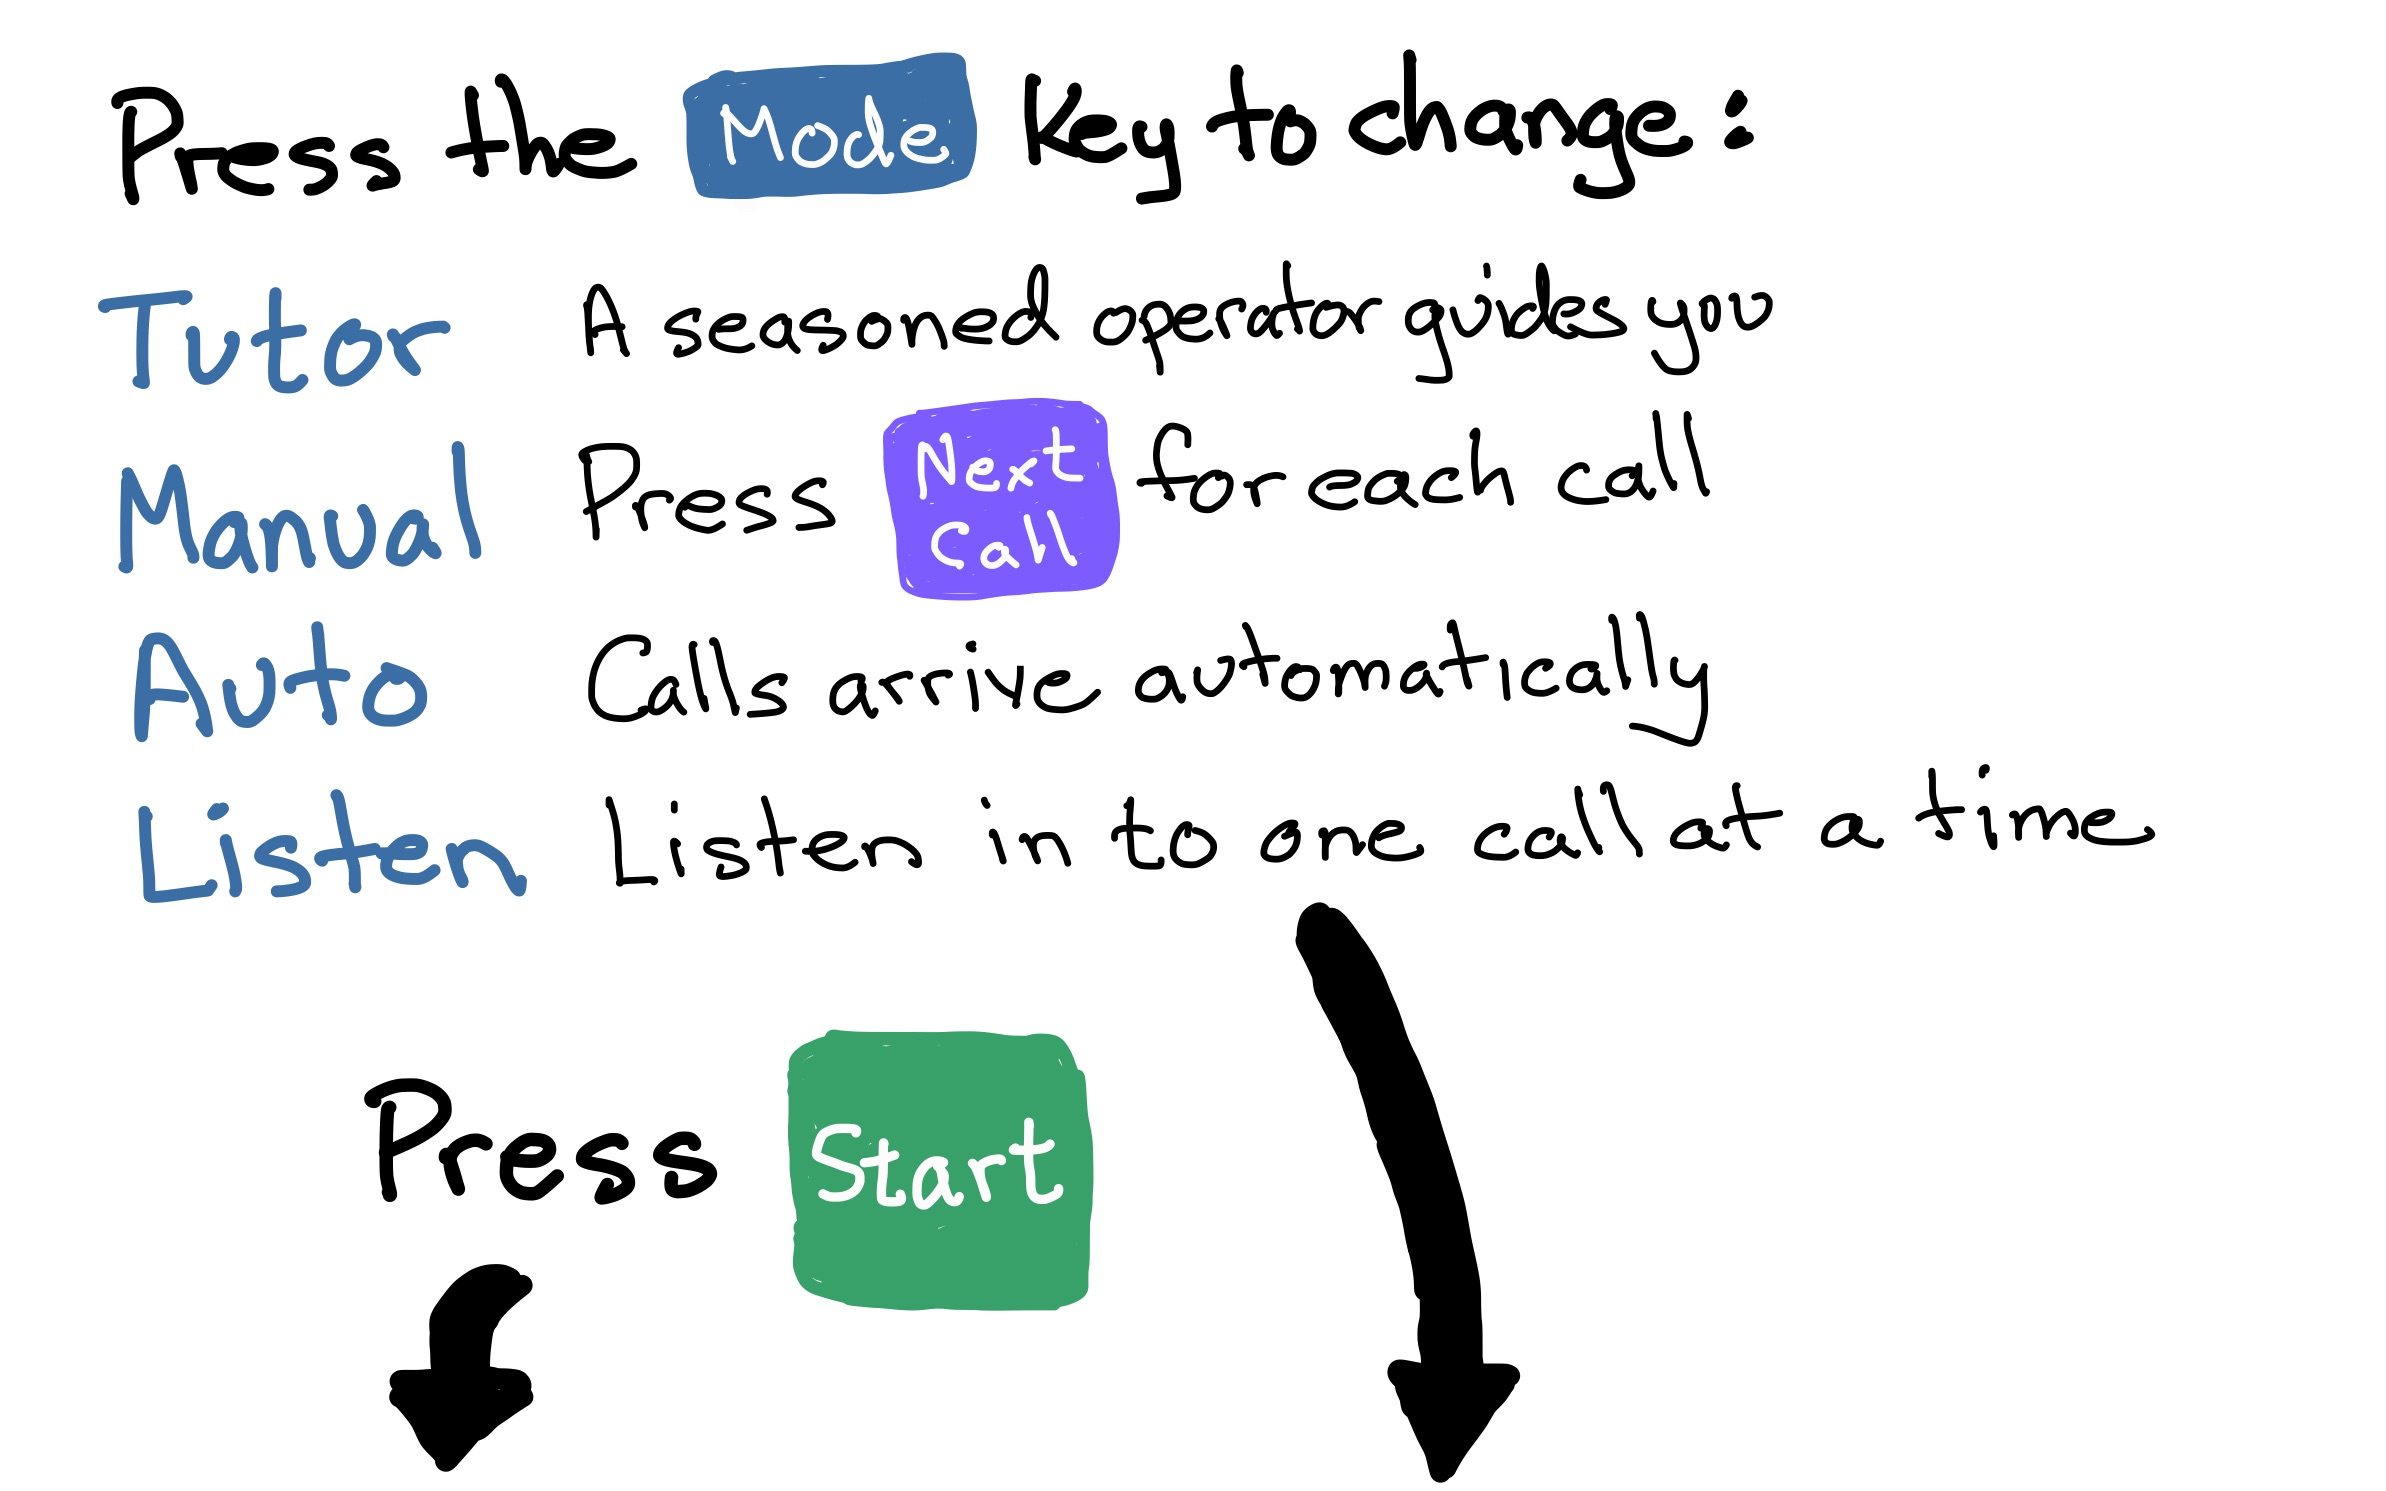 Press the Mode Key to change:
Tutor A seasoned operator guides you
Manual Press Next Call for each call
Auto Calls arrive automatically
Listen Listen in to one call at a time
Press Start